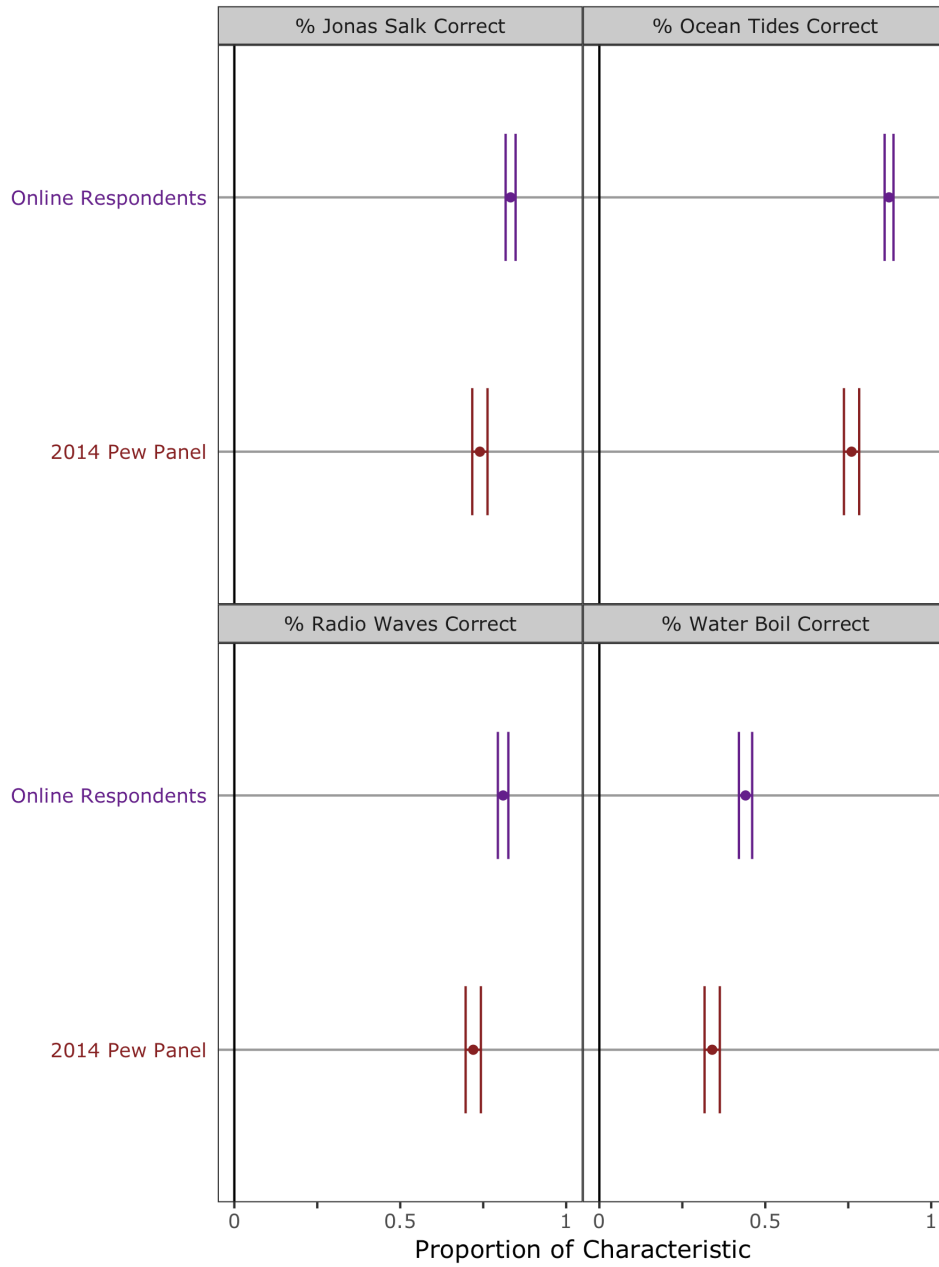 % Jonas Salk Correct
% Ocean Tides Correct
Online Respondents
2014 Pew Panel
% Radio Waves Correct
% Water Boil Correct
Online Respondents
2014 Pew Panel
0 0.5 1 0 0.5 1
Proportion of Characteristic